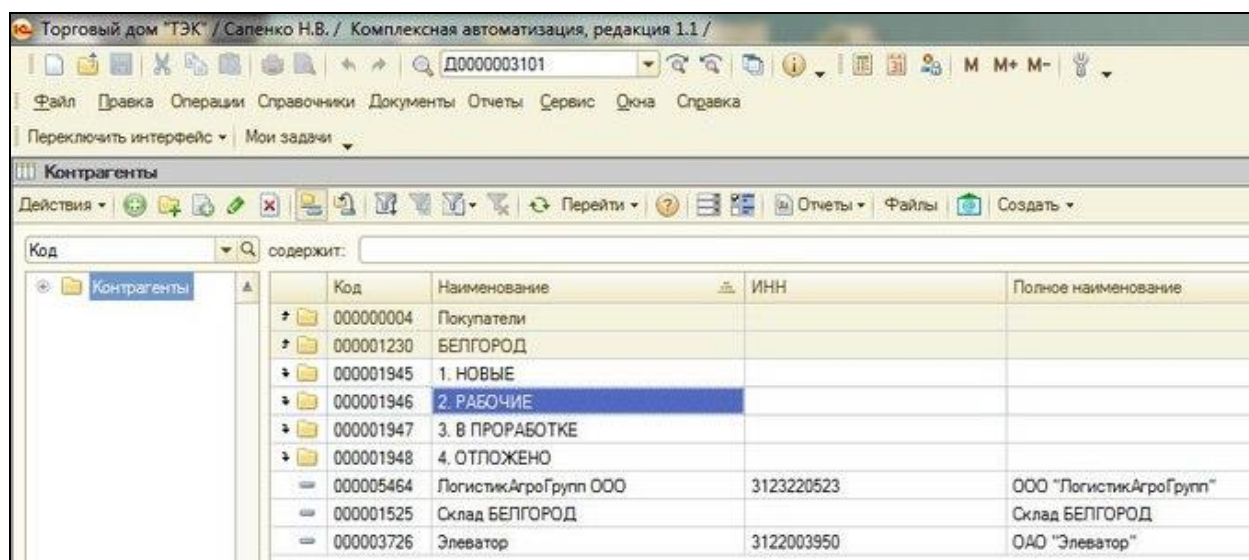 Торговый дом "ТЭК" / Сапенко Н.В. / Комплексная автоматизация, редакция 1.1 /
Д0000003101
M M+ M-
Файл Правка Операции Справочники Документы Отчеты Сервис Окна Справка
Переключить интерфейс Мои задачи
Контрагенты
Действия Перейти Отчеты Файлы Создать
Код содержит:
Контрагенты
Код Наименование ИНН Полное наименование
000000004 Покупатели
000001230 БЕЛГОРОД
000001945 1. НОВЫЕ
000001946 2. РАБОЧИЕ
000001947 3. В ПРОРАБОТКЕ
000001948 4. ОТЛОЖЕНО
000005464 ЛогистикАгроГрупп ООО 3123220523 ООО "ЛогистикАгроГрупп"
000001525 Склад БЕЛГОРОД Склад БЕЛГОРОД
000003726 Элеватор 3122003950 ОАО "Элеватор"